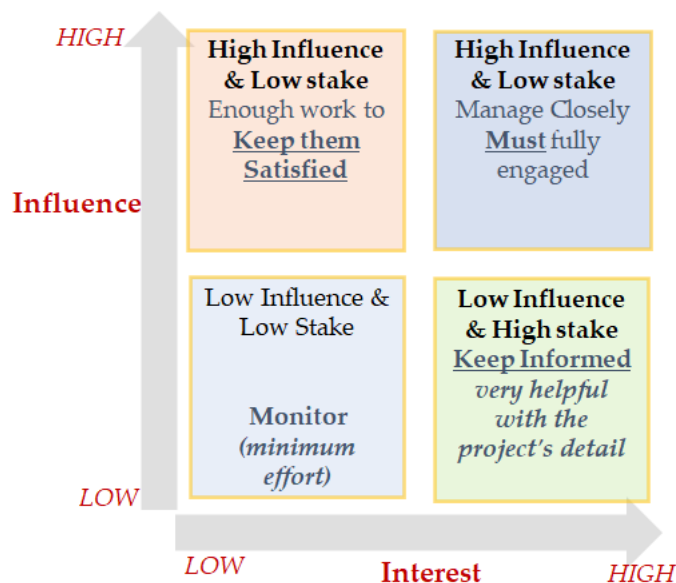 HIGH
High Influence
& Low stake
Enough work to
Keep them
Satisfied
High Influence
& Low stake
Manage Closely
Must fully
engaged
Influence
Low Influence &
Low Stake
Monitor
(minimum
effort)
Low Influence
& High stake
Keep Informed
very helpful
with the
project's detail
LOW
LOW
Interest
HIGH